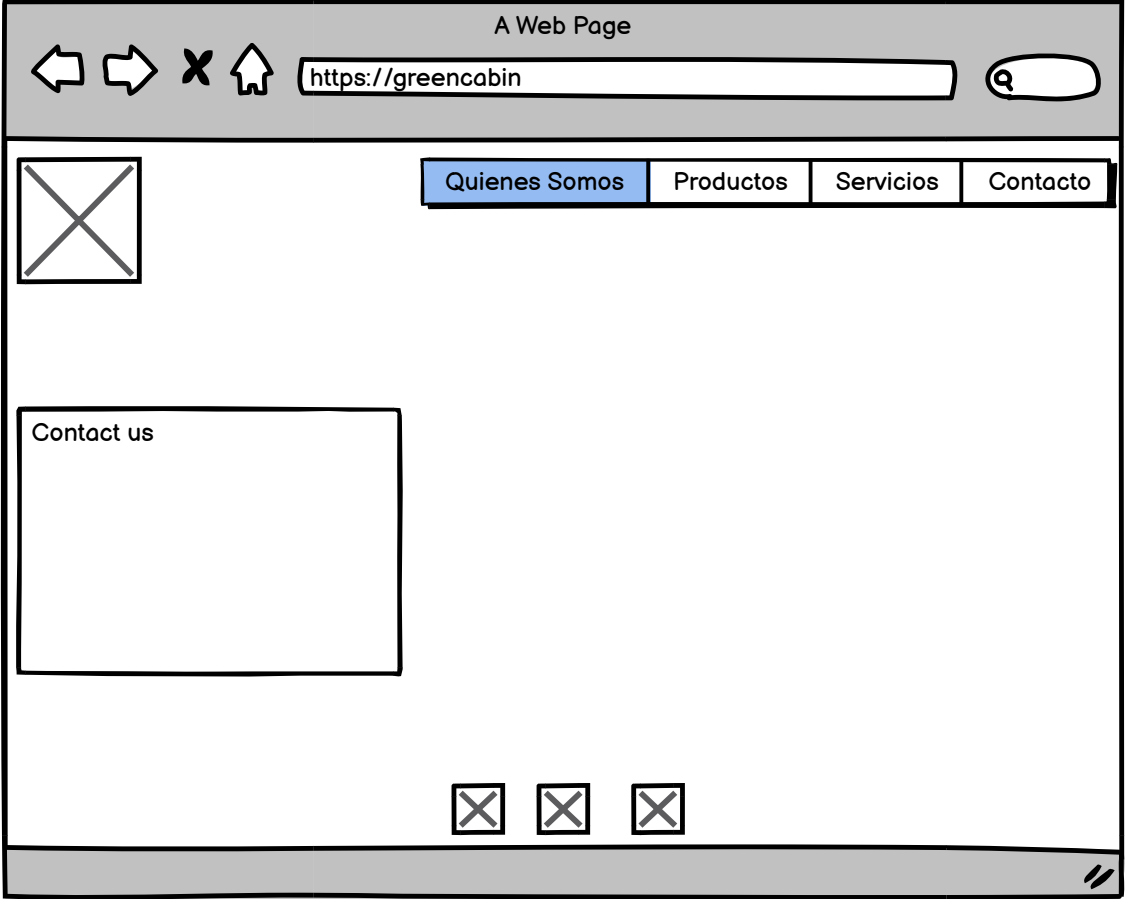 A Web Page
https://greencabin
Quienes Somos Productos Servicios Contacto
Contact us